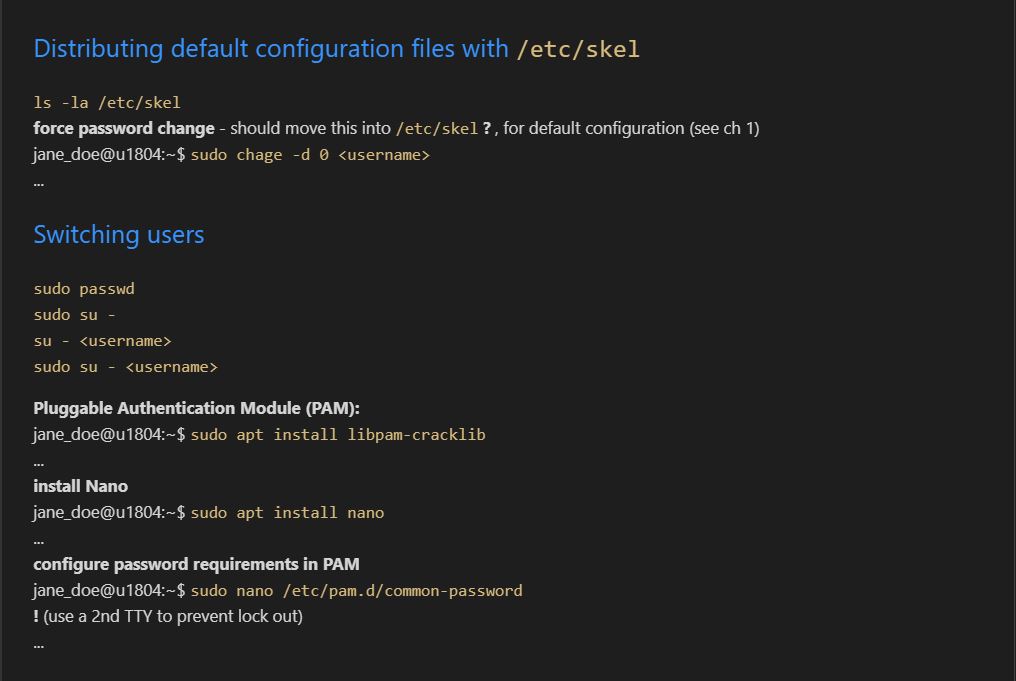 Distributing default configuration files with /etc/skel
ls -la /etc/skel
force password change - should move this into /etc/skel ? , for default configuration (see ch 1)
jane_doe@u1804:~$ sudo chage -d 0 <username>
...
Switching users
sudo passwd
sudo su -
su - <username>
sudo su - <username>
Pluggable Authentication Module (PAM):
jane_doe@u1804:~$ sudo apt install libpam-cracklib
...
install Nano
jane_doe@u1804:~$ sudo apt install nano
...
configure password requirements in PAM
jane_doe@u1804:~$ sudo nano /etc/pam.d/common-password
! (use a 2nd TTY to prevent lock out)
...